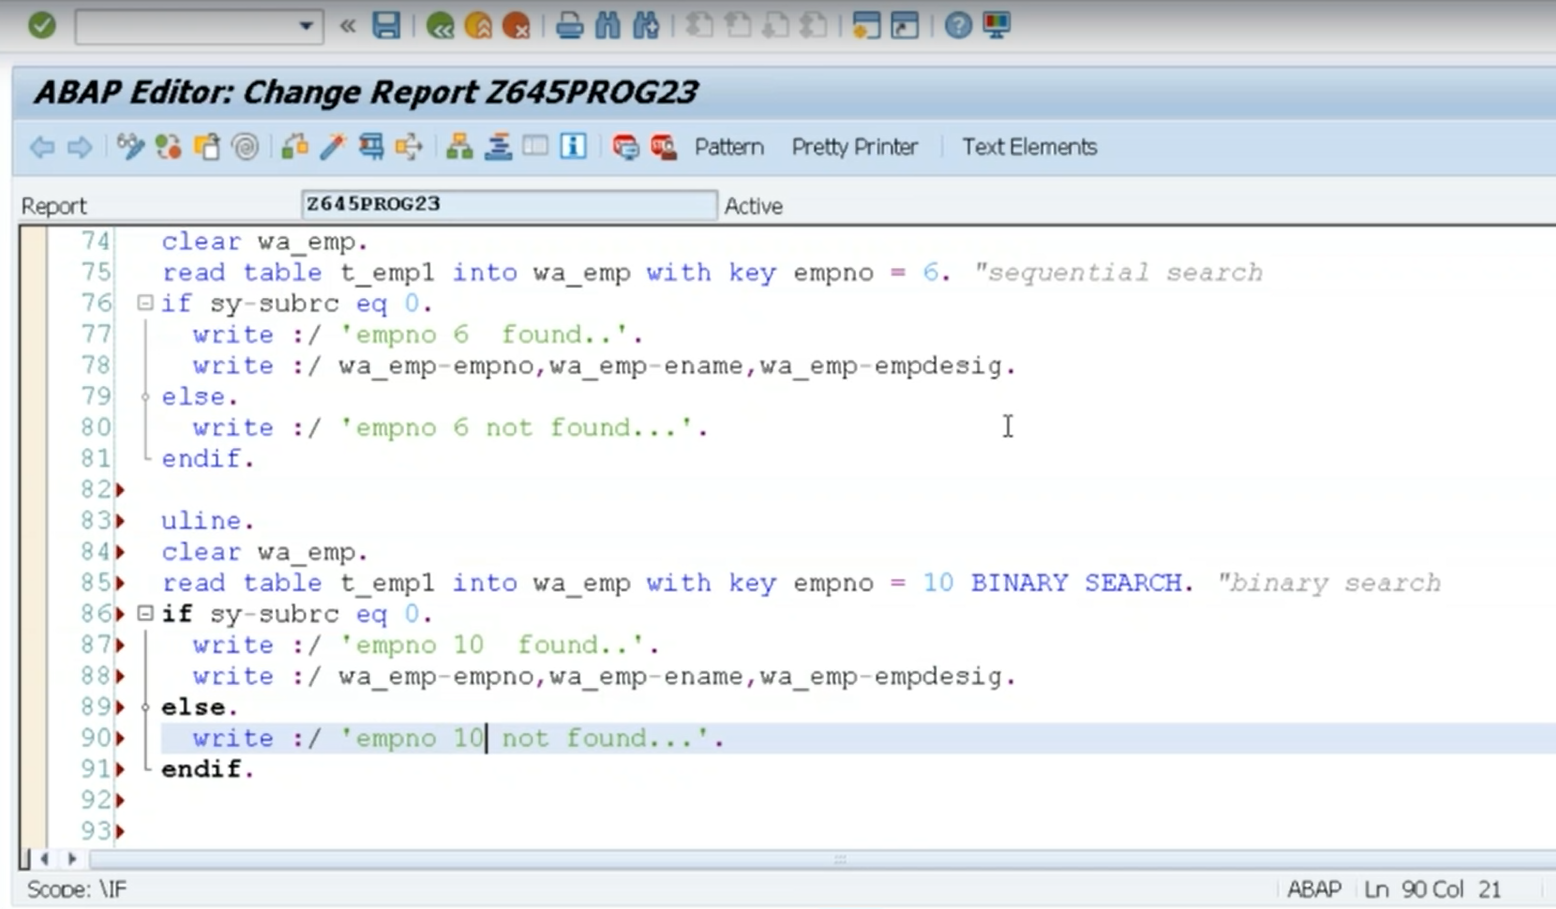 ABAP Editor: Change Report Z645PROG23
Pattern Pretty Printer Text Elements
Report Z645PROG23 Active
74 clear wa_emp.
75 read table t_emp1 into wa_emp with key empno = 6. "sequential search
76 if sy-subrc eq 0.
77 write :/ 'empno 6  found..'.
78 write :/ wa_emp-empno,wa_emp-ename,wa_emp-empdesig.
79 else.
80 write :/ 'empno 6 not found...'.
81 endif.
82
83 uline.
84 clear wa_emp.
85 read table t_emp1 into wa_emp with key empno = 10 BINARY SEARCH. "binary search
86 if sy-subrc eq 0.
87 write :/ 'empno 10  found..'.
88 write :/ wa_emp-empno,wa_emp-ename,wa_emp-empdesig.
89 else.
90 write :/ 'empno 10 not found...'.
91 endif.
92
93
Scope: \IF ABAP Ln 90 Col 21